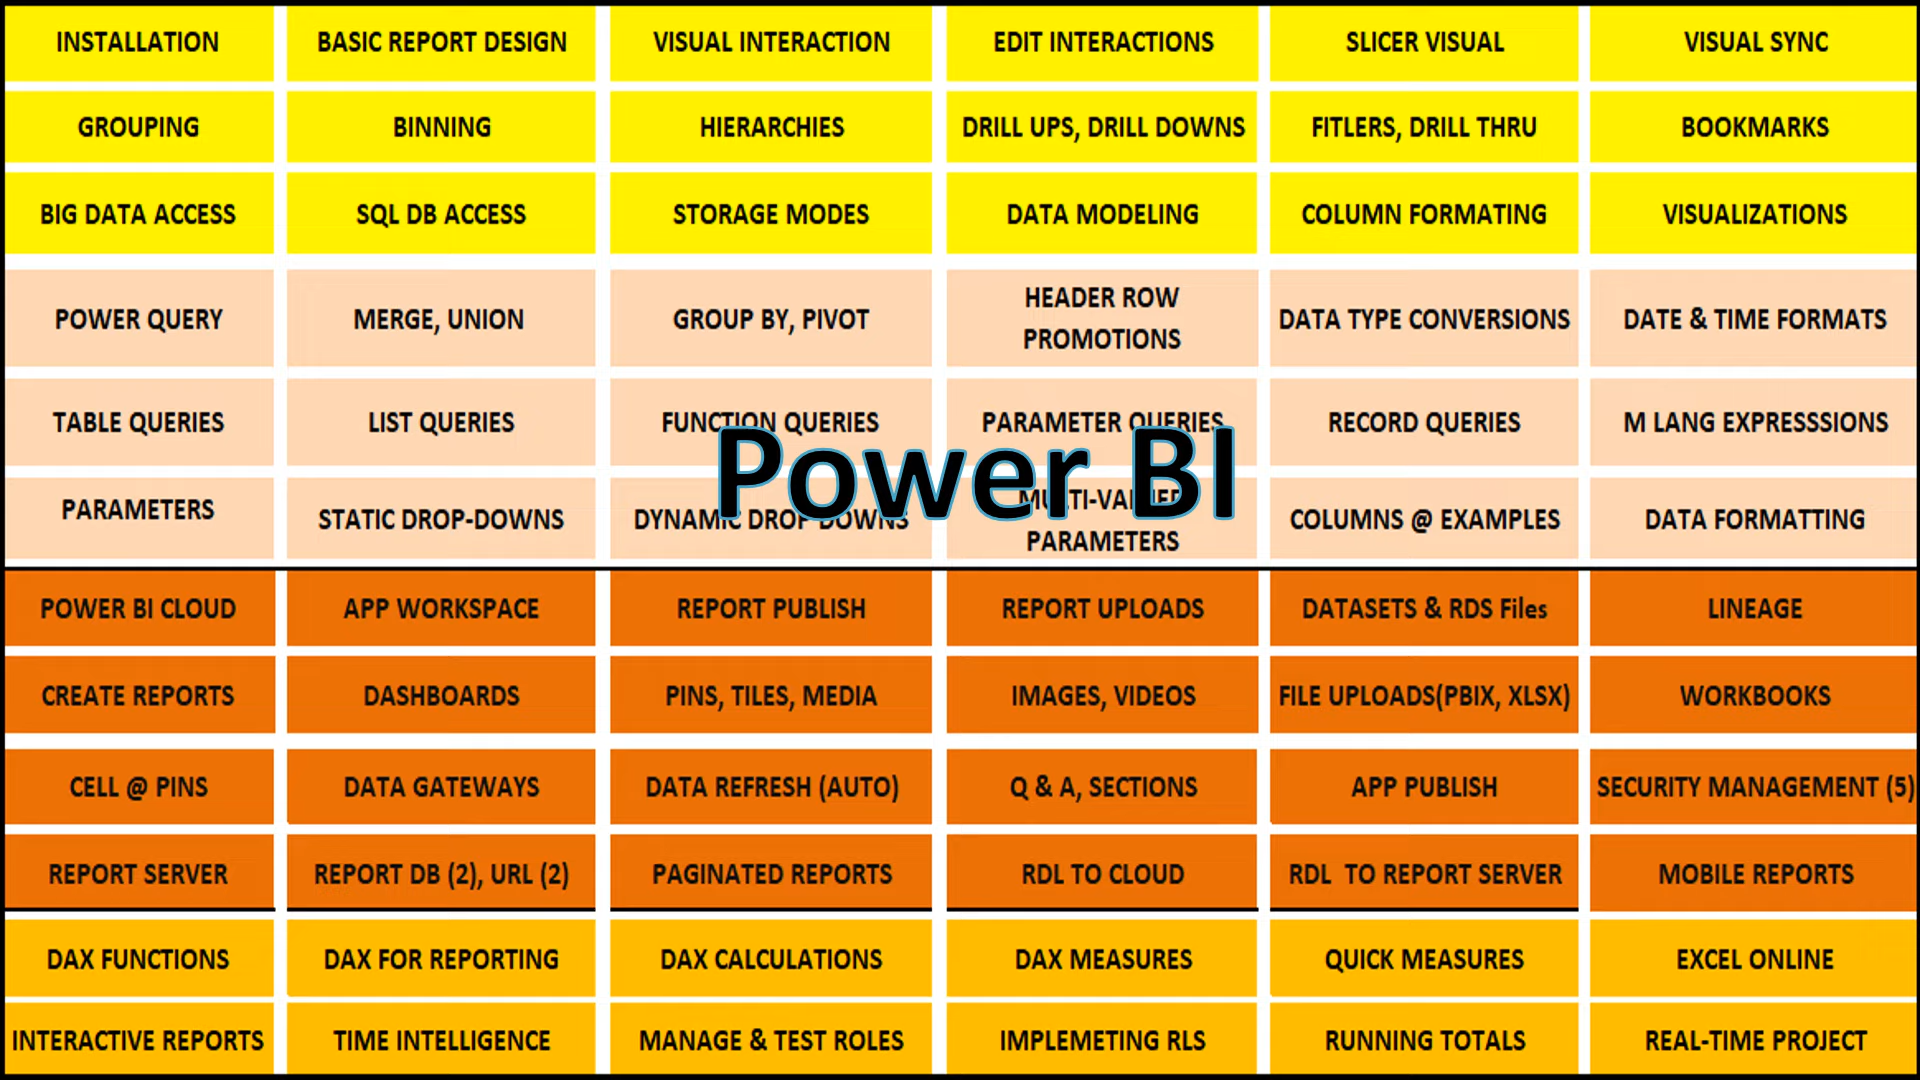 INSTALLATION
BASIC REPORT DESIGN
VISUAL INTERACTION
EDIT INTERACTIONS
SLICER VISUAL
VISUAL SYNC
GROUPING
BINNING
HIERARCHIES
DRILL UPS, DRILL DOWNS
FITLERS, DRILL THRU
BOOKMARKS
BIG DATA ACCESS
SQL DB ACCESS
STORAGE MODES
DATA MODELING
COLUMN FORMATING
VISUALIZATIONS
POWER QUERY
MERGE, UNION
GROUP BY, PIVOT
HEADER ROW
PROMOTIONS
DATA TYPE CONVERSIONS
DATE & TIME FORMATS
TABLE QUERIES
LIST QUERIES
FUNCTION QUERIES
PARAMETER QUERIES
RECORD QUERIES
M LANG EXPRESSSIONS
Power BI
PARAMETERS
STATIC DROP-DOWNS
DYNAMIC DROP DOWNS
PARAMETERS
COLUMNS @ EXAMPLES
DATA FORMATTING
POWER BI CLOUD
APP WORKSPACE
REPORT PUBLISH
REPORT UPLOADS
DATASETS & RDS Files
LINEAGE
CREATE REPORTS
DASHBOARDS
PINS, TILES, MEDIA
IMAGES, VIDEOS
FILE UPLOADS(PBIX, XLSX)
WORKBOOKS
CELL @ PINS
DATA GATEWAYS
DATA REFRESH (AUTO)
Q & A, SECTIONS
APP PUBLISH
SECURITY MANAGEMENT (5)
REPORT SERVER
REPORT DB (2), URL (2)
PAGINATED REPORTS
RDL TO CLOUD
RDL TO REPORT SERVER
MOBILE REPORTS
DAX FUNCTIONS
DAX FOR REPORTING
DAX CALCULATIONS
DAX MEASURES
QUICK MEASURES
EXCEL ONLINE
INTERACTIVE REPORTS
TIME INTELLIGENCE
MANAGE & TEST ROLES
IMPLEMETING RLS
RUNNING TOTALS
REAL-TIME PROJECT